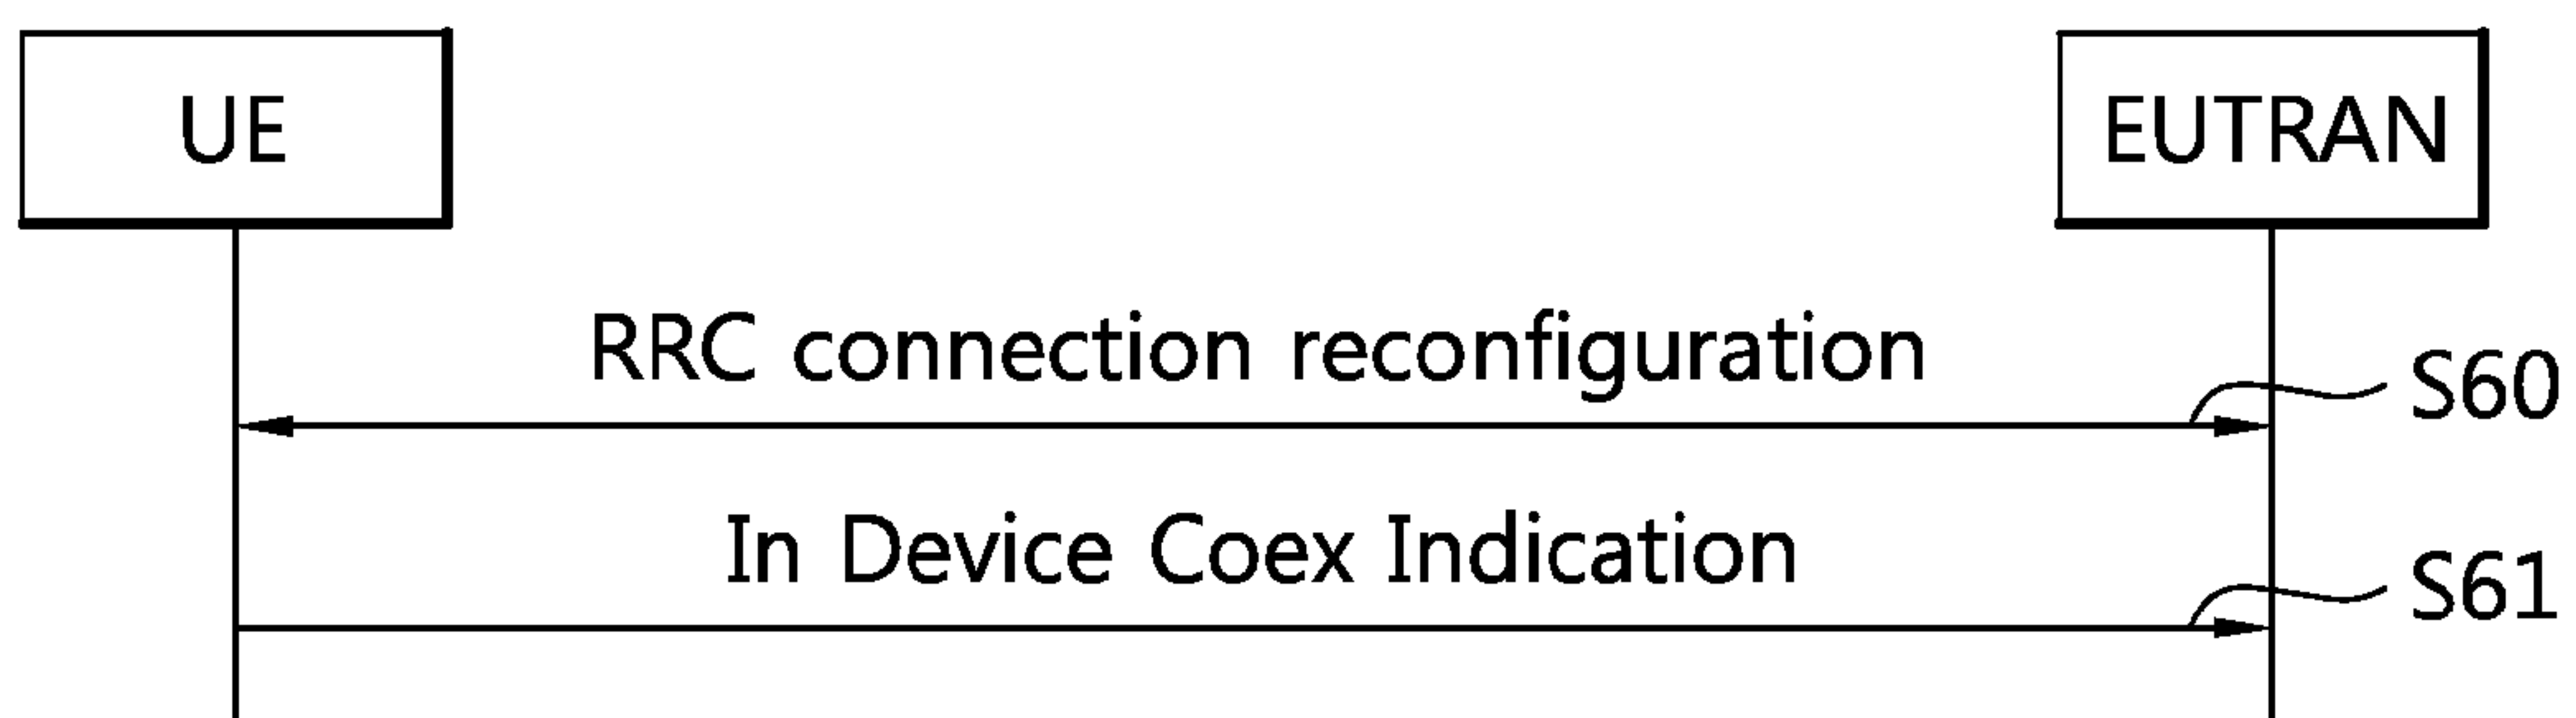 UE
EUTRAN
RRC connection reconfiguration
S60
In Device Coex Indication
S61